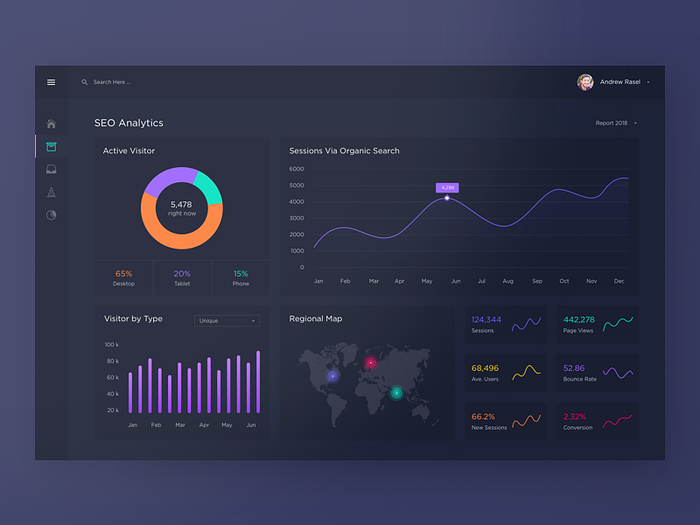 Search Here ...
Andrew Rasel
SEO Analytics
Report 2018
Active Visitor
5,478
right now
65%
Desktop
20%
Tablet
15%
Phone
Sessions Via Organic Search
6000
5000
4000
3000
2000
1000
0
4,286
Jan Feb Mar Apr May Jun Jul Aug Sep Oct Nov Dec
Visitor by Type
Unique
100 k
80 k
60 k
40 k
20 k
Jan Feb Mar Apr May Jun
Regional Map
124,344
Sessions
442,278
Page Views
68,496
Ave. Users
52.86
Bounce Rate
66.2%
New Sessions
2.32%
Conversion